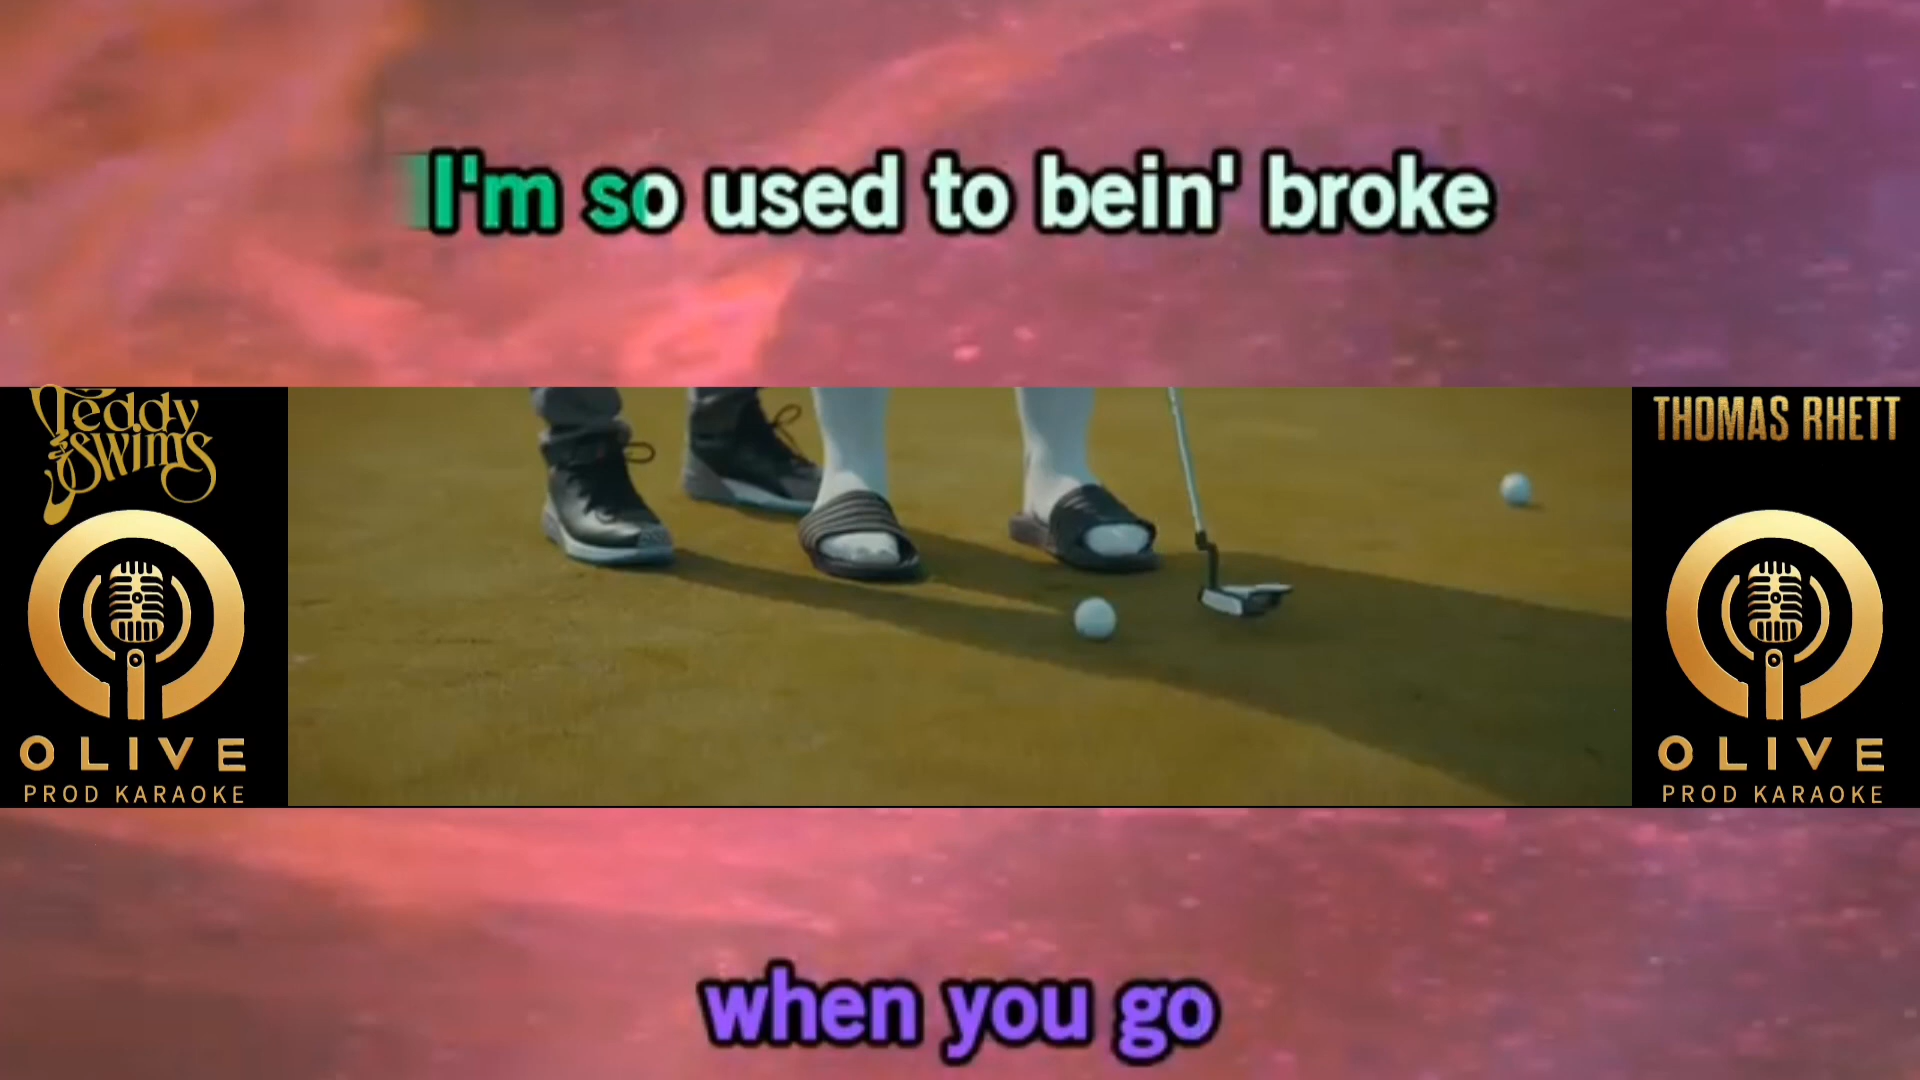 I'm so used to bein' broke
Teddy
Swims
OLIVE
PROD KARAOKE
THOMAS RHETT
OLIVE
PROD KARAOKE
when you go